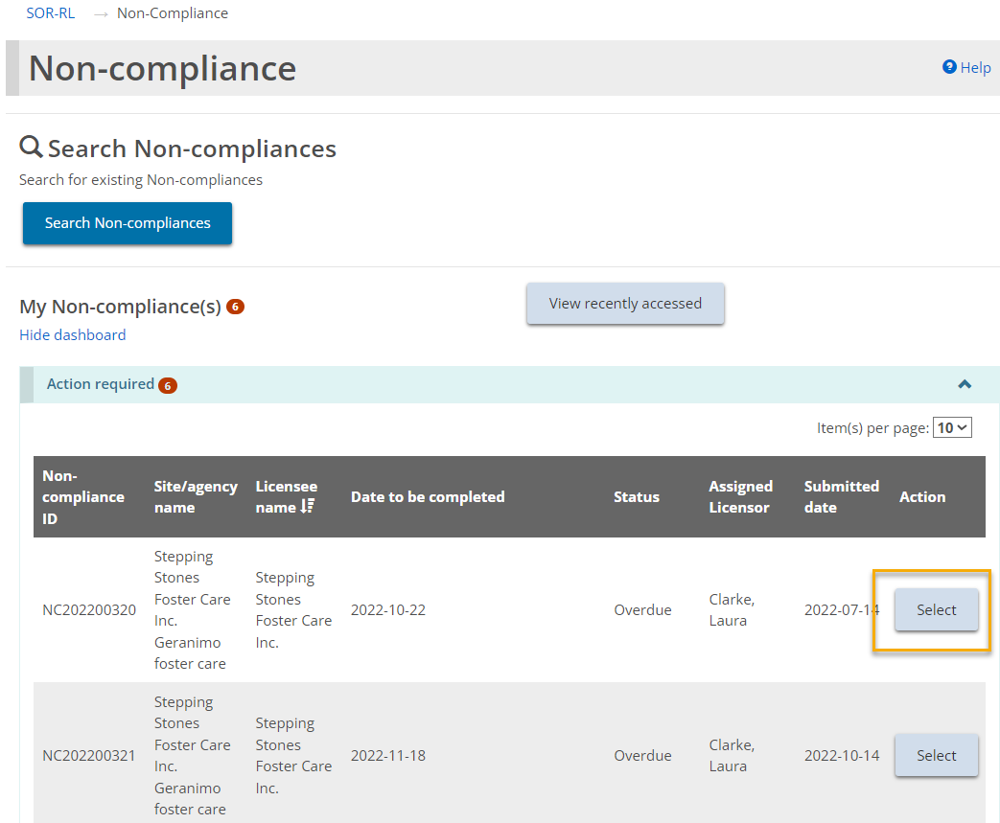 SOR-RL → Non-Compliance
Non-compliance
Help
Search Non-compliances
Search for existing Non-compliances
Search Non-compliances
My Non-compliance(s) 6
View recently accessed
Hide dashboard
Action required 6
Item(s) per page: 10
Non-
compliance
ID
Site/agency
name
Licensee
name
Date to be completed
Status
Assigned
Licensor
Submitted
date
Action
NC202200320
Stepping
Stones
Foster Care
Inc.
Geranimo
foster care
Stepping
Stones
Foster Care
Inc.
2022-10-22
Overdue
Clarke,
Laura
2022-07-14
Select
NC202200321
Stepping
Stones
Foster Care
Inc.
Geranimo
foster care
Stepping
Stones
Foster Care
Inc.
2022-11-18
Overdue
Clarke,
Laura
2022-10-14
Select